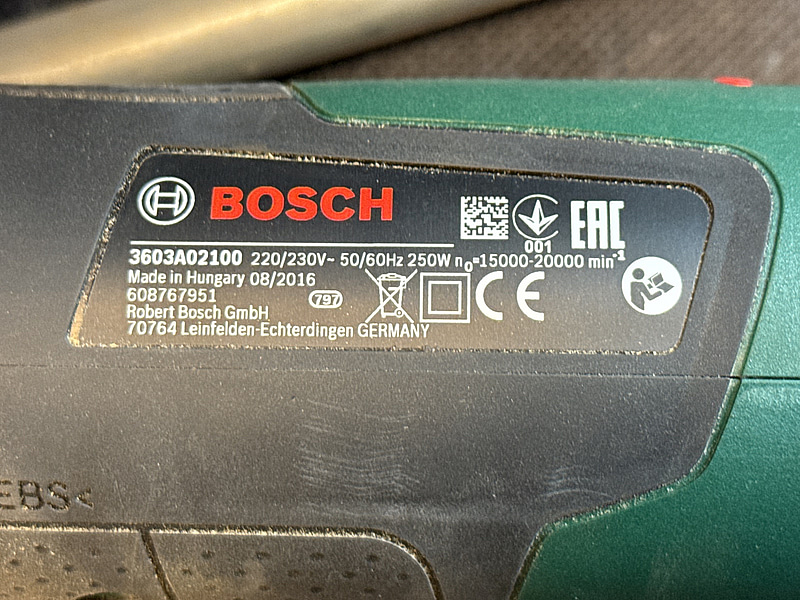 BOSCH
001
EAC
3603A02100 220/230V~ 50/60Hz 250W n₀=15000-20000 min⁻¹
Made in Hungary 08/2016
608767951
797
CE
Robert Bosch GmbH
70764 Leinfelden-Echterdingen GERMANY
EBS<